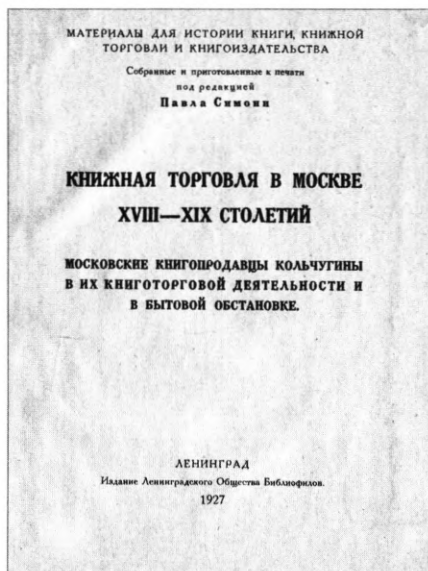 МАТЕРИАЛЫ ДЛЯ ИСТОРИИ КНИГИ, КНИЖНОЙ
ТОРГОВЛИ И КНИГОИЗДАТЕЛЬСТВА
Собранные и приготовленные к печати
под редакцией
Павла Симони
КНИЖНАЯ ТОРГОВЛЯ В МОСКВЕ
XVIII—XIX СТОЛЕТИЙ
МОСКОВСКИЕ КНИГОПРОДАВЦЫ КОЛЬЧУГИНЫ
В ИХ КНИГОТОРГОВОЙ ДЕЯТЕЛЬНОСТИ И
В БЫТОВОЙ ОБСТАНОВКЕ.
ЛЕНИНГРАД
Издание Ленинградского Общества Библиофилов.
1927